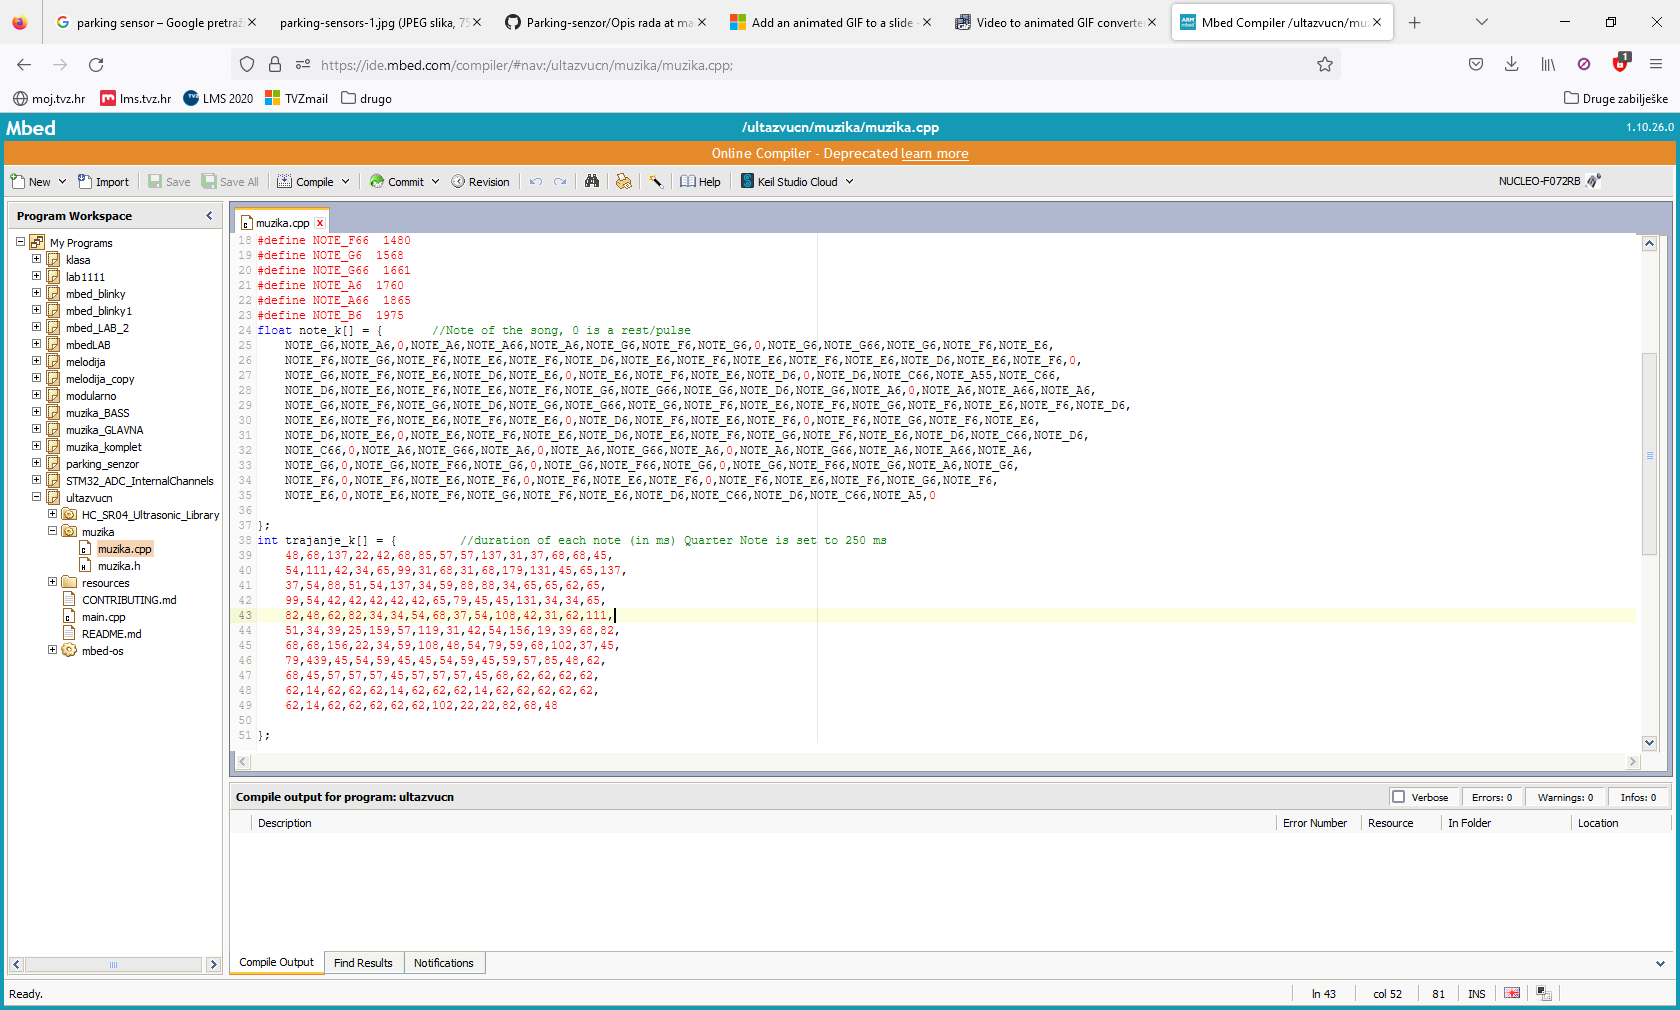 parking sensor – Google pretraži
parking-sensors-1.jpg (JPEG slika, 75
Parking-senzor/Opis rada at ma
Add an animated GIF to a slide -
Video to animated GIF converte
Mbed Compiler /ultazvucn/muz
https://ide.mbed.com/compiler/#nav:/ultazvucn/muzika/muzika.cpp;
1
moj.tvz.hr lms.tvz.hr LMS 2020 TVZmail drugo Druge zabilješke
Mbed /ultazvucn/muzika/muzika.cpp 1.10.26.0
Online Compiler - Deprecated learn more
New Import Save Save All Compile Commit Revision Help Keil Studio Cloud NUCLEO-F072RB
Program Workspace
My Programs
klasa
lab1111
mbed_blinky
mbed_blinky1
mbed_LAB_2
mbedLAB
melodija
melodija_copy
modularno
muzika_BASS
muzika_GLAVNA
muzika_komplet
parking_senzor
STM32_ADC_InternalChannels
ultazvucn
HC_SR04_Ultrasonic_Library
muzika
muzika.cpp
muzika.h
resources
CONTRIBUTING.md
main.cpp
README.md
mbed-os
muzika.cpp x
18 #define NOTE_F66  1480
19 #define NOTE_G6  1568
20 #define NOTE_G66  1661
21 #define NOTE_A6  1760
22 #define NOTE_A66  1865
23 #define NOTE_B6  1975
24 float note_k[] = {       //Note of the song, 0 is a rest/pulse
25     NOTE_G6,NOTE_A6,0,NOTE_A6,NOTE_A66,NOTE_A6,NOTE_G6,NOTE_F6,NOTE_G6,0,NOTE_G6,NOTE_G66,NOTE_G6,NOTE_F6,NOTE_E6,
26     NOTE_F6,NOTE_G6,NOTE_F6,NOTE_E6,NOTE_F6,NOTE_D6,NOTE_E6,NOTE_F6,NOTE_E6,NOTE_F6,NOTE_E6,NOTE_D6,NOTE_E6,NOTE_F6,0,
27     NOTE_G6,NOTE_F6,NOTE_E6,NOTE_D6,NOTE_E6,0,NOTE_E6,NOTE_F6,NOTE_E6,NOTE_D6,0,NOTE_D6,NOTE_C66,NOTE_A55,NOTE_C66,
28     NOTE_D6,NOTE_E6,NOTE_F6,NOTE_E6,NOTE_F6,NOTE_G6,NOTE_G66,NOTE_G6,NOTE_D6,NOTE_G6,NOTE_A6,0,NOTE_A6,NOTE_A66,NOTE_A6,
29     NOTE_G6,NOTE_F6,NOTE_G6,NOTE_D6,NOTE_G6,NOTE_G66,NOTE_G6,NOTE_F6,NOTE_E6,NOTE_F6,NOTE_G6,NOTE_F6,NOTE_E6,NOTE_F6,NOTE_D6,
30     NOTE_E6,NOTE_F6,NOTE_E6,NOTE_F6,NOTE_E6,0,NOTE_D6,NOTE_F6,NOTE_E6,NOTE_F6,0,NOTE_F6,NOTE_G6,NOTE_F6,NOTE_E6,
31     NOTE_D6,NOTE_E6,0,NOTE_E6,NOTE_F6,NOTE_E6,NOTE_D6,NOTE_E6,NOTE_F6,NOTE_G6,NOTE_F6,NOTE_E6,NOTE_D6,NOTE_C66,NOTE_D6,
32     NOTE_C66,0,NOTE_A6,NOTE_G66,NOTE_A6,0,NOTE_A6,NOTE_G66,NOTE_A6,0,NOTE_A6,NOTE_G66,NOTE_A6,NOTE_A66,NOTE_A6,
33     NOTE_G6,0,NOTE_G6,NOTE_F66,NOTE_G6,0,NOTE_G6,NOTE_F66,NOTE_G6,0,NOTE_G6,NOTE_F66,NOTE_G6,NOTE_A6,NOTE_G6,
34     NOTE_F6,0,NOTE_F6,NOTE_E6,NOTE_F6,0,NOTE_F6,NOTE_E6,NOTE_F6,0,NOTE_F6,NOTE_E6,NOTE_F6,NOTE_G6,NOTE_F6,
35     NOTE_E6,0,NOTE_E6,NOTE_F6,NOTE_G6,NOTE_F6,NOTE_E6,NOTE_D6,NOTE_C66,NOTE_D6,NOTE_C66,NOTE_A5,0
36
37 };
38 int trajanje_k[] = {         //duration of each note (in ms) Quarter Note is set to 250 ms
39     48,68,137,22,42,68,85,57,57,137,31,37,68,68,45,
40     54,111,42,34,65,99,31,68,31,68,179,131,45,65,137,
41     37,54,88,51,54,137,34,59,88,88,34,65,65,62,65,
42     99,54,42,42,42,42,42,65,79,45,45,131,34,34,65,
43     82,48,62,82,34,34,54,68,37,54,108,42,31,62,111,
44     51,34,39,25,159,57,119,31,42,54,156,19,39,68,82,
45     68,68,156,22,34,59,108,48,54,79,59,68,102,37,45,
46     79,439,45,54,59,45,45,54,59,45,59,57,85,48,62,
47     68,45,57,57,57,45,57,57,57,45,68,62,62,62,62,
48     62,14,62,62,62,14,62,62,62,14,62,62,62,62,62,
49     62,14,62,62,62,62,62,102,22,22,82,68,48
50
51 };
Compile output for program: ultazvucn Verbose Errors: 0 Warnings: 0 Infos: 0
Description Error Number Resource In Folder Location
Compile Output Find Results Notifications
Ready. ln 43 col 52 81 INS